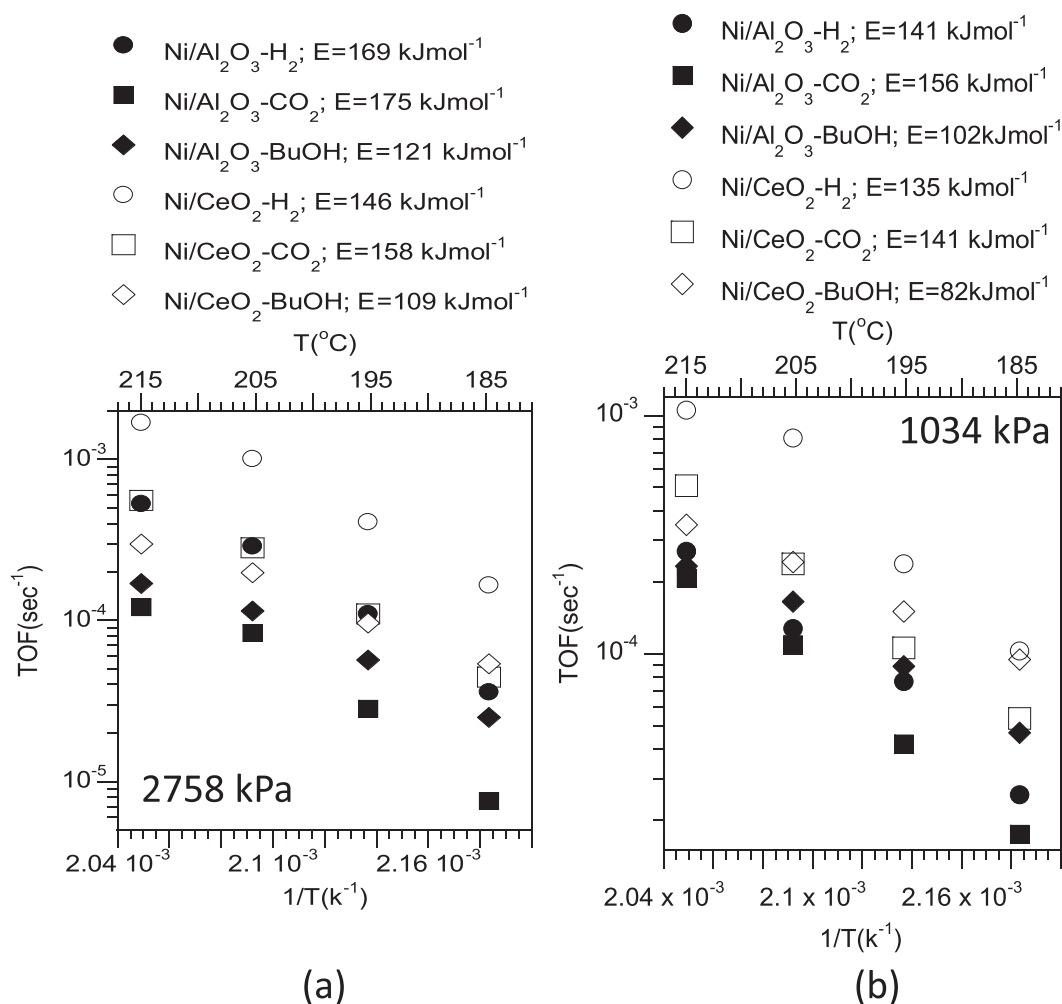 Ni/Al₂O₃-H₂; E=169 kJmol⁻¹
Ni/Al₂O₃-CO₂; E=175 kJmol⁻¹
Ni/Al₂O₃-BuOH; E=121 kJmol⁻¹
Ni/CeO₂-H₂; E=146 kJmol⁻¹
Ni/CeO₂-CO₂; E=158 kJmol⁻¹
Ni/CeO₂-BuOH; E=109 kJmol⁻¹
T(°C)
215 205 195 185
10⁻³
10⁻⁴
10⁻⁵
TOF(sec⁻¹)
2758 kPa
2.04 10⁻³ 2.1 10⁻³ 2.16 10⁻³
1/T(k⁻¹)
(a)
Ni/Al₂O₃-H₂; E=141 kJmol⁻¹
Ni/Al₂O₃-CO₂; E=156 kJmol⁻¹
Ni/Al₂O₃-BuOH; E=102kJmol⁻¹
Ni/CeO₂-H₂; E=135 kJmol⁻¹
Ni/CeO₂-CO₂; E=141 kJmol⁻¹
Ni/CeO₂-BuOH; E=82kJmol⁻¹
T(°C)
215 205 195 185
10⁻³
1034 kPa
10⁻⁴
TOF(sec⁻¹)
2.04 x 10⁻³ 2.1 x 10⁻³ 2.16 x 10⁻³
1/T(k⁻¹)
(b)